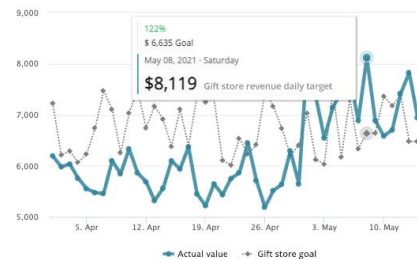 9,000
122%
$ 6,635 Goal
May 08, 2021 · Saturday
$8,119 Gift store revenue daily target
8,000
7,000
6,000
5,000
5. Apr 12. Apr 19. Apr 26. Apr 3. May 10. May
Actual value Gift store goal